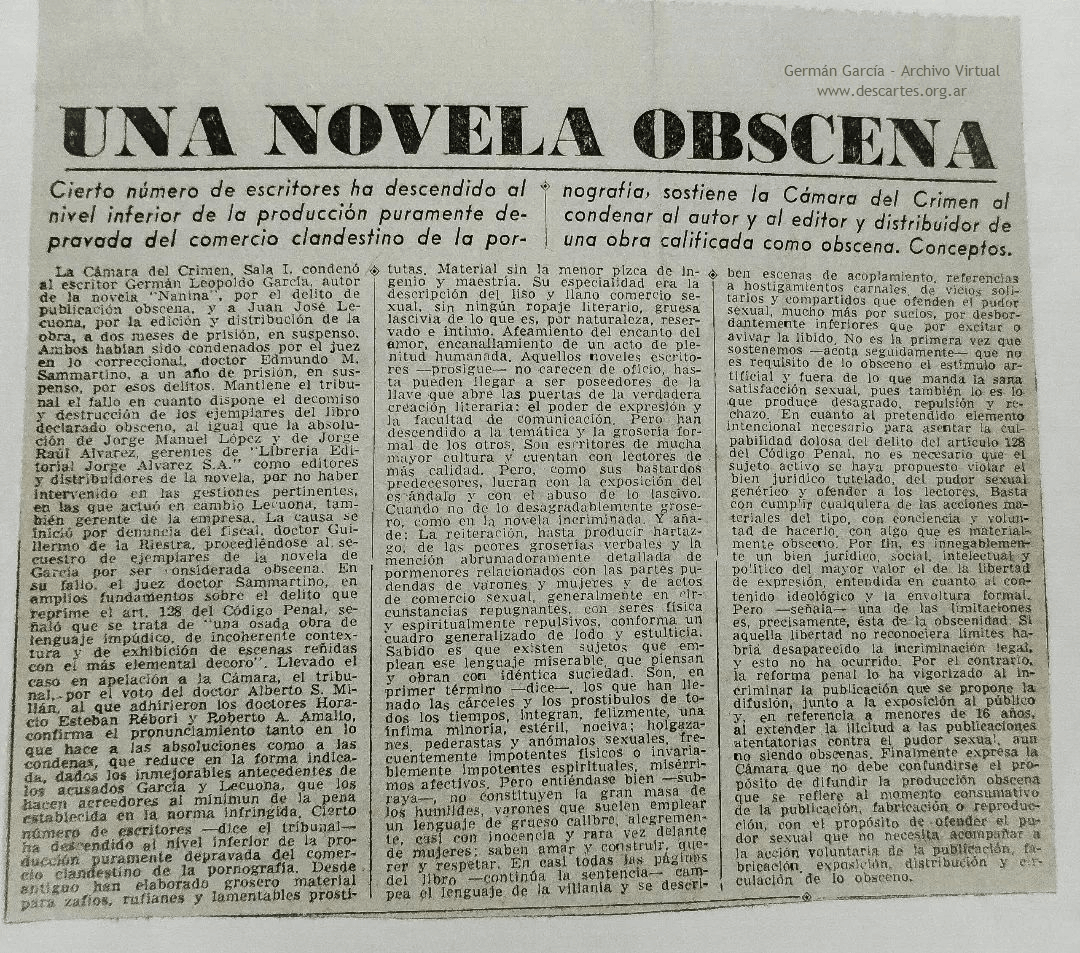 Germán García - Archivo Virtual
www.descartes.org.ar
UNA NOVELA OBSCENA
Cierto número de escritores ha descendido al
nivel inferior de la producción puramente de-
pravada del comercio clandestino de la por-
nografía, sostiene la Cámara del Crimen al
condenar al autor y al editor y distribuidor de
una obra calificada como obscena. Conceptos.
La Cámara del Crimen, Sala I, condenó
al escritor Germán Leopoldo García, autor
de la novela "Nanina", por el delito de
publicación obscena, y a Juan José Le-
cuona, por la edición y distribución de la
obra, a dos meses de prisión, en suspenso.
Ambos habían sido condenados por el juez
en lo correccional, doctor Edmundo M.
Sammartino, a un año de prisión, en sus-
penso, por esos delitos. Mantiene el tribu-
nal el fallo en cuanto dispone el decomiso
y destrucción de los ejemplares del libro
declarado obsceno, al igual que la absolu-
ción de Jorge Manuel López y de Jorge
Raúl Alvarez, gerentes de "Librería Edi-
torial Jorge Alvarez S.A." como editores
y distribuidores de la novela, por no haber
intervenido en las gestiones pertinentes,
en las que actuó en cambio Lecuona, tam-
bién gerente de la empresa. La causa se
inició por denuncia del fiscal, doctor Gui-
llermo de la Riestra, procediéndose al se-
cuestro de ejemplares de la novela de
García por ser considerada obscena. En
su fallo, el juez doctor Sammartino, en
amplios fundamentos sobre el delito que
reprime el art. 128 del Código Penal, se-
ñaló que se trata de "una osada obra de
lenguaje impúdico, de incoherente contex-
tura y de exhibición de escenas reñidas
con el más elemental decoro". Llevado el
caso en apelación a la Cámara, el tribu-
nal, por el voto del doctor Alberto S. Mi-
llán, al que adhirieron los doctores Hora-
cio Esteban Rébori y Roberto A. Amallo,
confirma el pronunciamiento tanto en lo
que hace a las absoluciones como a las
condenas, que reduce en la forma indica-
da, dados los inmejorables antecedentes de
los acusados García y Lecuona, que los
hacen acreedores al mínimun de la pena
establecida en la norma infringida. Cierto
número de escritores —dice el tribunal—
ha descendido al nivel inferior de la pro-
ducción puramente depravada del comer-
cio clandestino de la pornografía. Desde
antiguo han elaborado grosero material
para zafios, rufianes y lamentables prosti-
tutas. Material sin la menor pizca de in-
genio y maestría. Su especialidad era la
descripción del liso y llano comercio se-
xual, sin ningún ropaje literario, gruesa
lascivia de lo que es, por naturaleza, reser-
vado e íntimo. Afeamiento del encanto del
amor, encanallamiento de un acto de ple-
nitud humanada. Aquellos noveles escrito-
res —prosigue— no carecen de oficio, has-
ta pueden llegar a ser poseedores de la
llave que abre las puertas de la verdadera
creación literaria: el poder de expresión y
la facultad de comunicación. Pero han
descendido a la temática y la grosería for-
mal de los otros. Son escritores de mucha
mayor cultura y cuentan con lectores de
más calidad. Pero, como sus bastardos
predecesores, lucran con la exposición del
escándalo y con el abuso de lo lascivo.
Cuando no de lo desagradablemente grose-
ro, como en la novela incriminada. Y aña-
de: La reiteración, hasta producir hartaz-
go, de las peores groserías verbales y la
mención abrumadoramente detallada de
pormenores relacionados con las partes pu-
dendas de varones y mujeres y de actos
de comercio sexual, generalmente en cir-
cunstancias repugnantes, con seres física
y espiritualmente repulsivos, conforma un
cuadro generalizado de lodo y estulticia.
Sabido es que existen sujetos que em-
plean ese lenguaje miserable, que piensan
y obran con idéntica suciedad. Son, en
primer término —dice—, los que han lle-
nado las cárceles y los prostíbulos de to-
dos los tiempos, integran, felizmente, una
ínfima minoría, estéril, nociva; holgaza-
nes, pederastas y anómalos sexuales, fre-
cuentemente impotentes físicos o invaria-
blemente impotentes espirituales, misérri-
mos afectivos. Pero entiéndase bien —sub-
raya—, no constituyen la gran masa de
los humildes, varones que suelen emplear
un lenguaje de grueso calibre, alegremen-
te, casi con inocencia y rara vez delante
de mujeres; saben amar y construir, que-
rer y respetar. En casi todas las páginas
del libro —continúa la sentencia— cam-
pea el lenguaje de la villanía y se descri-
ben escenas de acoplamiento, referencias
a hostigamientos carnales, de vicios soli-
tarios y compartidos que ofenden el pudor
sexual, mucho más por sucios, por desbor-
dantemente inferiores que por excitar o
avivar la libido. No es la primera vez que
sostenemos —acota seguidamente— que no
es requisito de lo obsceno el estímulo ar-
tificial y fuera de lo que manda la sana
satisfacción sexual, pues también lo es lo
que produce desagrado, repulsión y re-
chazo. En cuanto al pretendido elemento
intencional necesario para asentar la cul-
pabilidad dolosa del delito del artículo 128
del Código Penal, no es necesario que el
sujeto activo se haya propuesto violar el
bien jurídico tutelado, del pudor sexual
genérico y ofender a los lectores. Basta
con cumplir cualquiera de las acciones ma-
teriales del tipo, con conciencia y volun-
tad de hacerlo, con algo que es material-
mente obsceno. Por fin, es innegablemen-
te un bien jurídico, social, intelectual y
político del mayor valor el de la libertad
de expresión, entendida en cuanto al con-
tenido ideológico y la envoltura formal.
Pero —señala— una de las limitaciones
es, precisamente, ésta de la obscenidad. Si
aquella libertad no reconociera límites ha-
bría desaparecido la incriminación legal,
y esto no ha ocurrido. Por el contrario,
la reforma penal lo ha vigorizado al in-
criminar la publicación que se propone la
difusión, junto a la exposición al público
y, en referencia a menores de 16 años,
al extender la ilicitud a las publicaciones
atentatorias contra el pudor sexual, aun
no siendo obscenas. Finalmente expresa la
Cámara que no debe confundirse el pro-
pósito de difundir la producción obscena
que se refiere al momento consumativo
de la publicación, fabricación o reproduc-
ción, con el propósito de ofender el pu-
dor sexual que no necesita acompañar a
la acción voluntaria de la publicación, fa-
bricación, exposición, distribución y cir-
culación de lo obsceno.